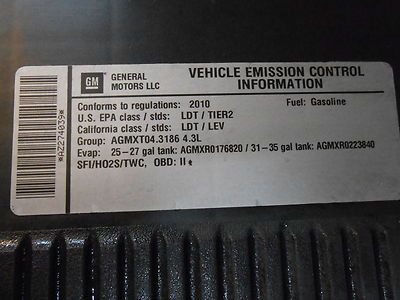 GM
GENERAL
MOTORS LLC
VEHICLE EMISSION CONTROL
INFORMATION
Conforms to regulations: 2010
Fuel: Gasoline
U.S. EPA class / stds: LDT / TIER2
California class / stds: LDT / LEV
Group: AGMXT04.3186 4.3L
Evap: 25-27 gal tank: AGMXR0176820 / 31-35 gal tank: AGMXR0223840
SFI/HO2S/TWC, OBD: II
*AZ274039*